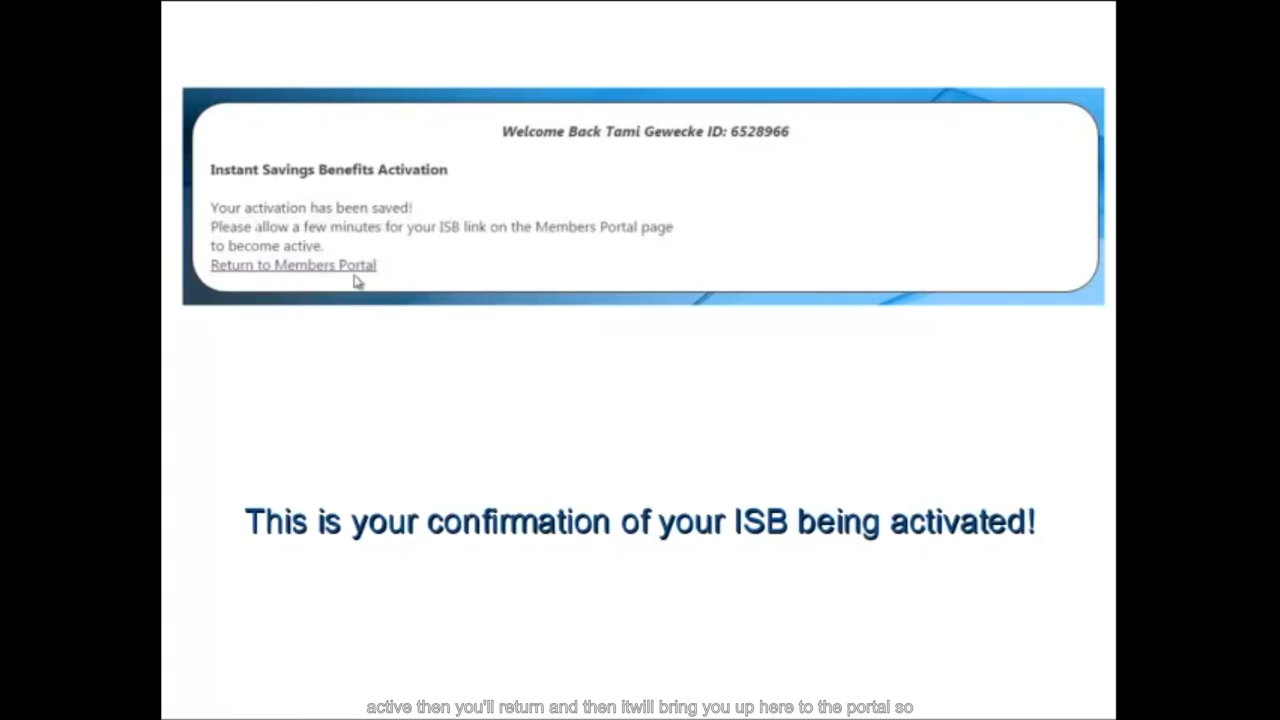 Welcome Back Tami Gewecke ID: 6528966
Instant Savings Benefits Activation
Your activation has been saved!
Please allow a few minutes for your ISB link on the Members Portal page
to become active.
Return to Members Portal
This is your confirmation of your ISB being activated!
active then you'll return and then itwill bring you up here to the portal so